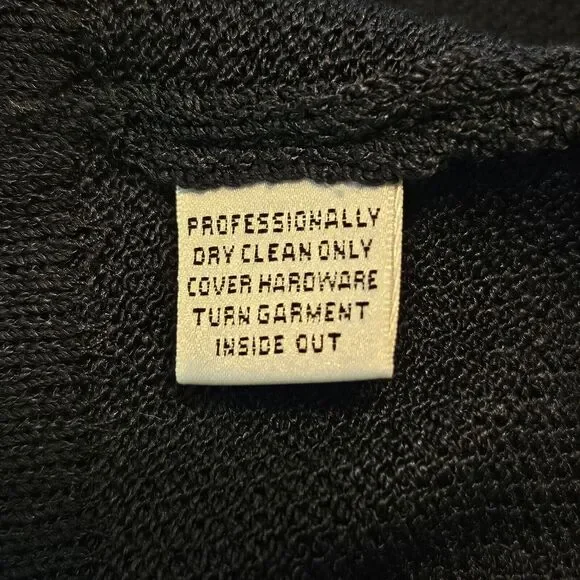 PROFESSIONALLY
DRY CLEAN ONLY
COVER HARDWARE
TURN GARMENT
INSIDE OUT